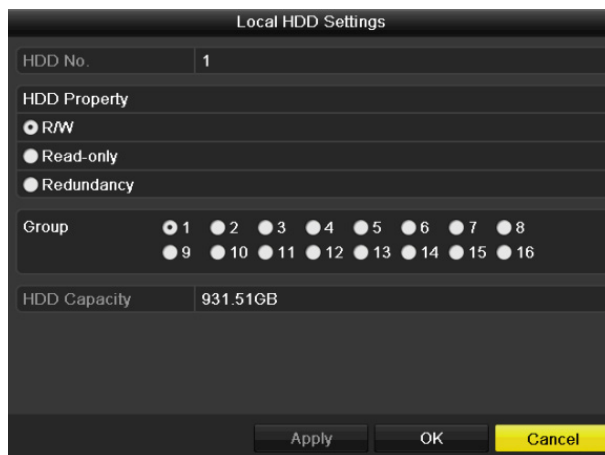 Local HDD Settings
HDD No. 1
HDD Property
R/W
Read-only
Redundancy
Group 1 2 3 4 5 6 7 8
9 10 11 12 13 14 15 16
HDD Capacity 931.51GB
Apply OK Cancel